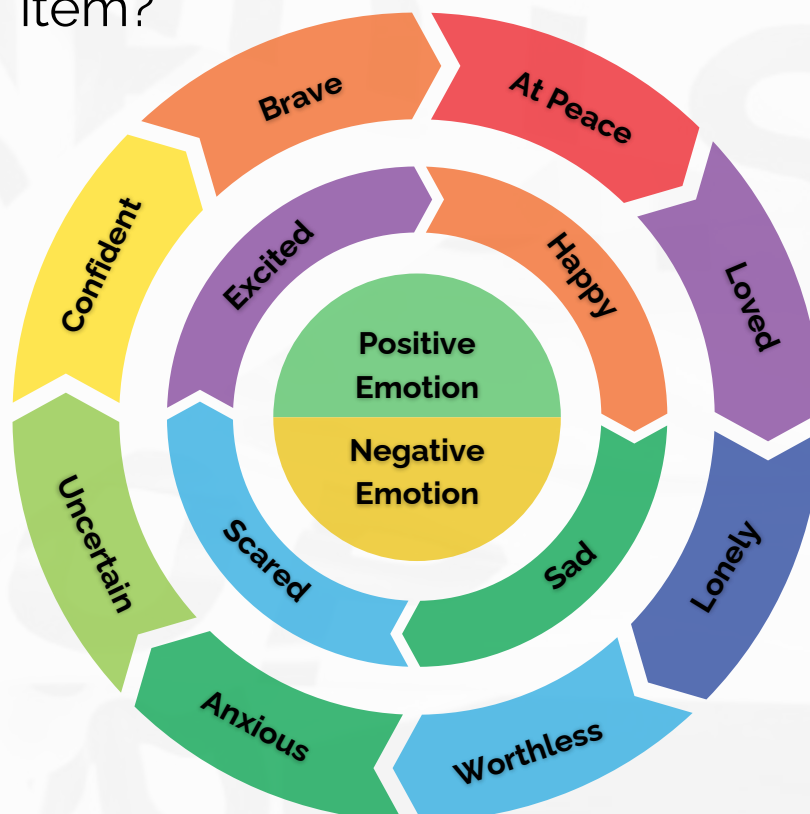 item?
Brave
At Peace
Confident
Excited
Happy
Loved
Positive
Emotion
Negative
Emotion
Uncertain
Scared
Sad
Lonely
Anxious
Worthless